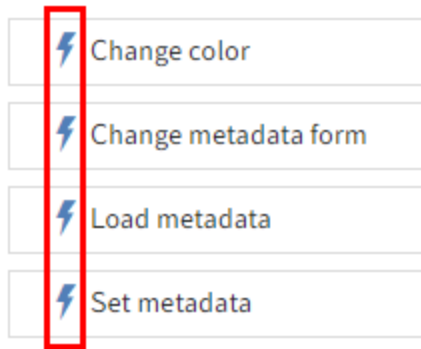 Change color
Change metadata form
Load metadata
Set metadata